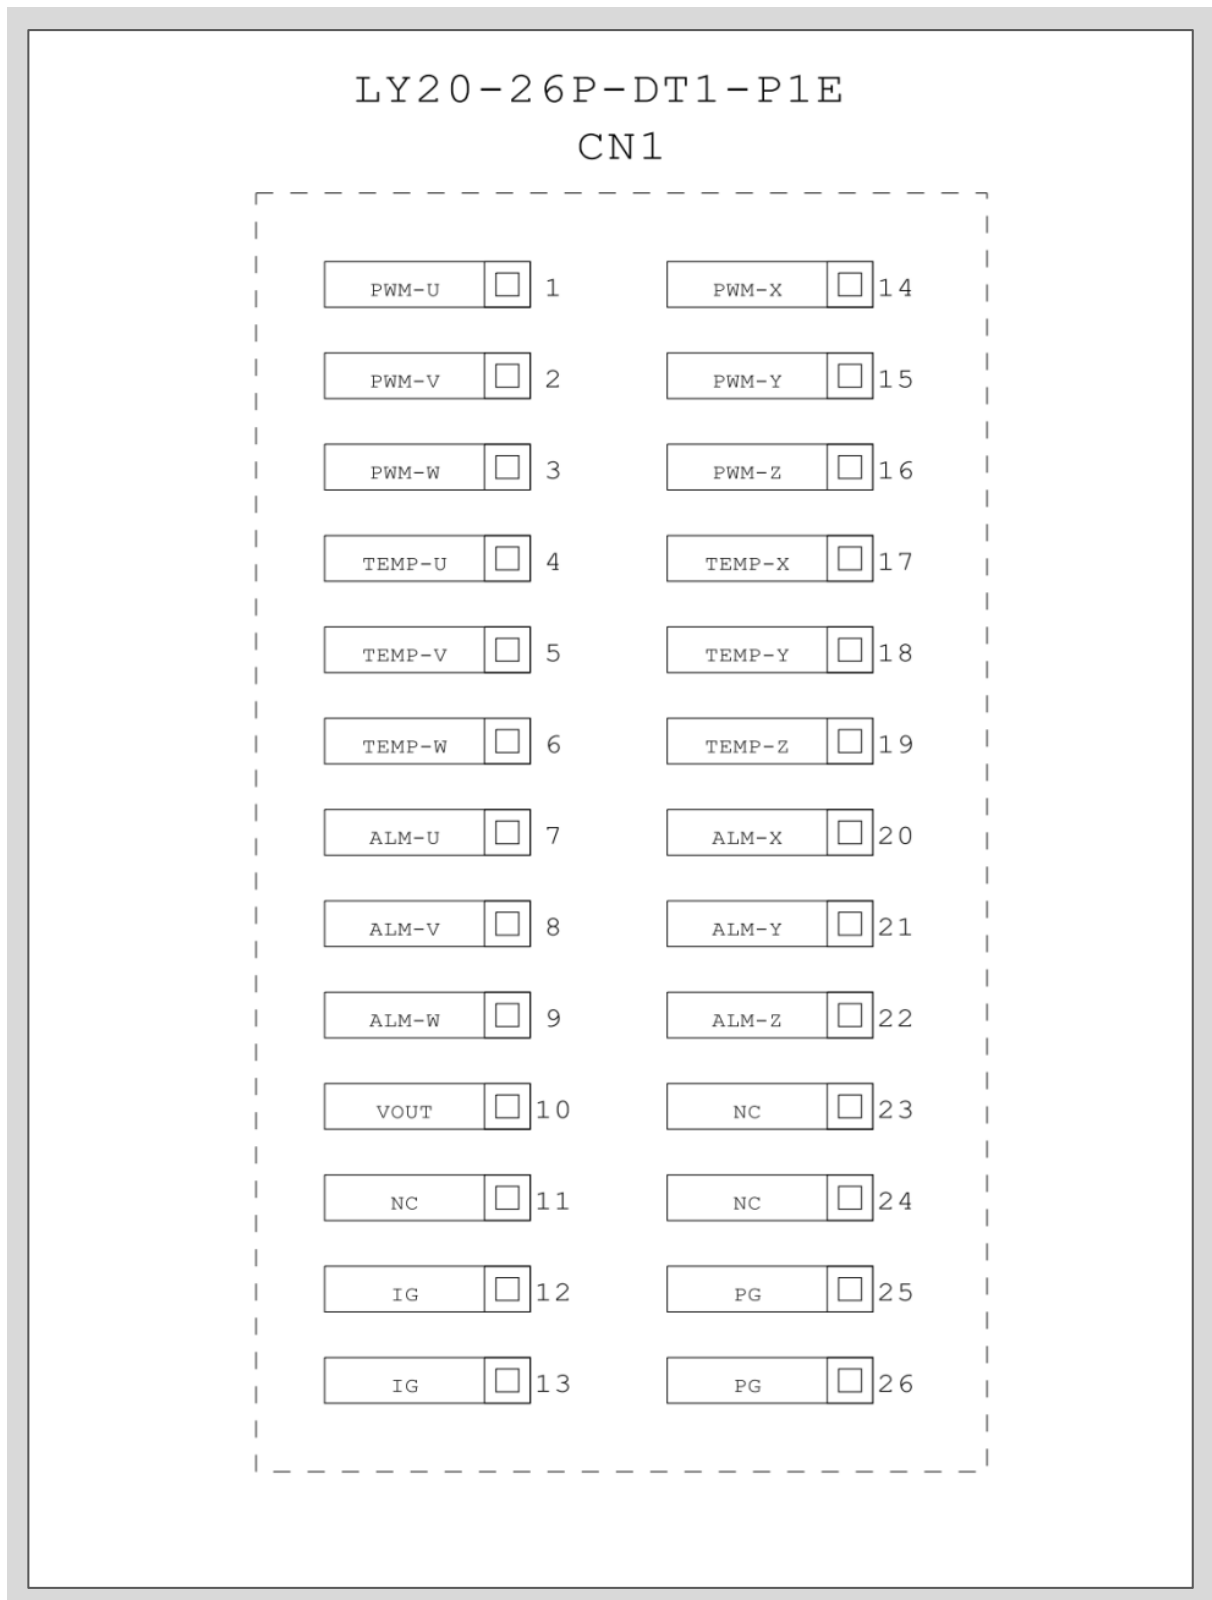 LY20-26P-DT1-P1E
CN1
PWM-U 1 PWM-X 14
PWM-V 2 PWM-Y 15
PWM-W 3 PWM-Z 16
TEMP-U 4 TEMP-X 17
TEMP-V 5 TEMP-Y 18
TEMP-W 6 TEMP-Z 19
ALM-U 7 ALM-X 20
ALM-V 8 ALM-Y 21
ALM-W 9 ALM-Z 22
VOUT 10 NC 23
NC 11 NC 24
IG 12 PG 25
IG 13 PG 26